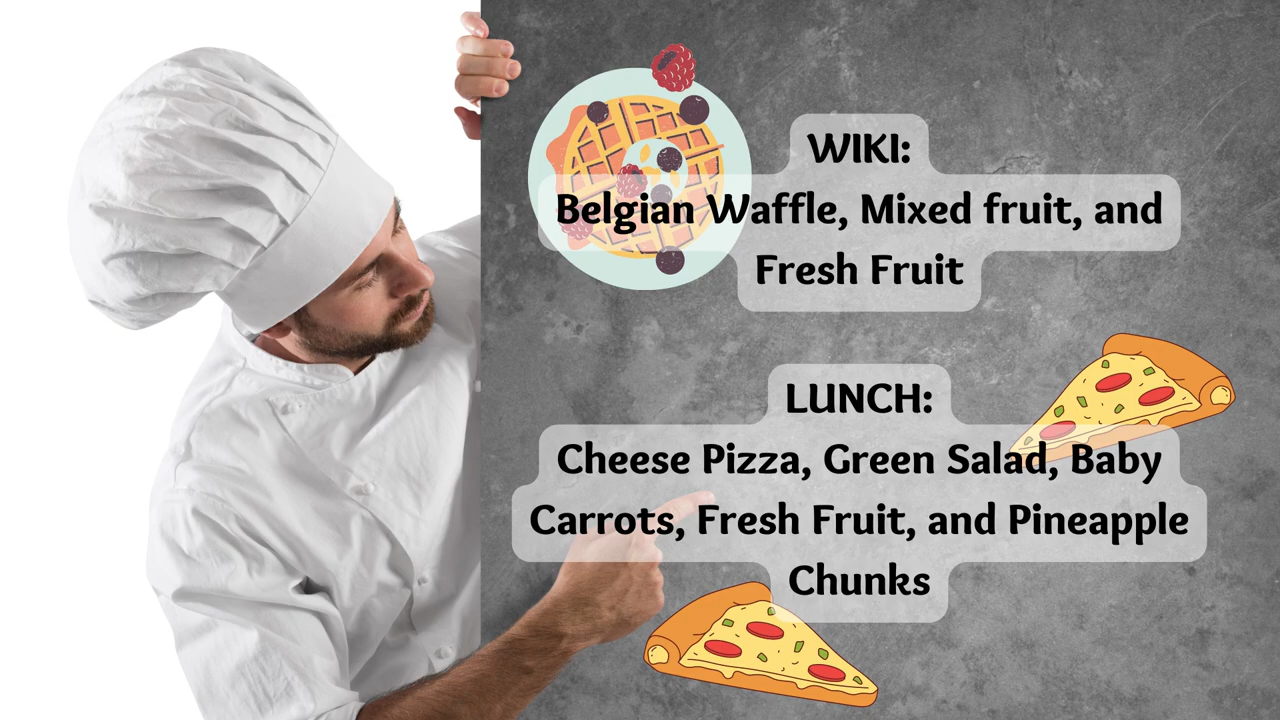 WIKI:
Belgian Waffle, Mixed fruit, and
Fresh Fruit
LUNCH:
Cheese Pizza, Green Salad, Baby
Carrots, Fresh Fruit, and Pineapple
Chunks